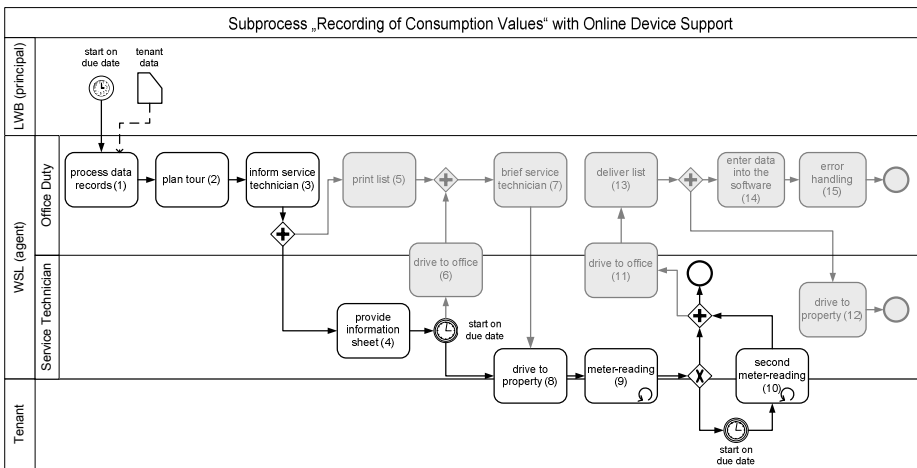 Subprocess „Recording of Consumption Values“ with Online Device Support
LWB (principal)
start on
due date
tenant
data
WSL (agent)
Office Duty
process data
records (1)
plan tour (2)
inform service
technician (3)
print list (5)
brief service
technician (7)
deliver list
(13)
enter data
into the
software
(14)
error
handling
(15)
drive to office
(6)
drive to office
(11)
Service Technician
provide
information
sheet (4)
start on
due date
drive to
property (12)
drive to
property (8)
meter-reading
(9)
second
meter-reading
(10)
Tenant
start on
due date